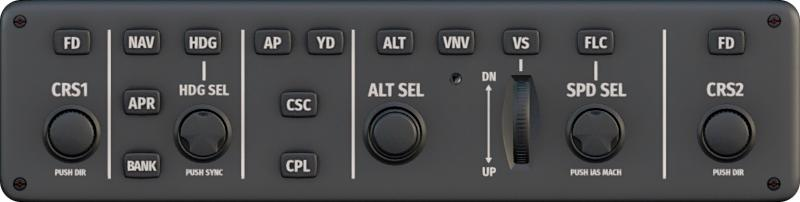 FD
NAV
HDG
AP
YD
ALT
VNV
VS
FLC
FD
CRS1
HDG SEL
ALT SEL
DN
SPD SEL
CRS2
APR
CSC
BANK
CPL
UP
PUSH DIR
PUSH SYNC
PUSH IAS MACH
PUSH DIR